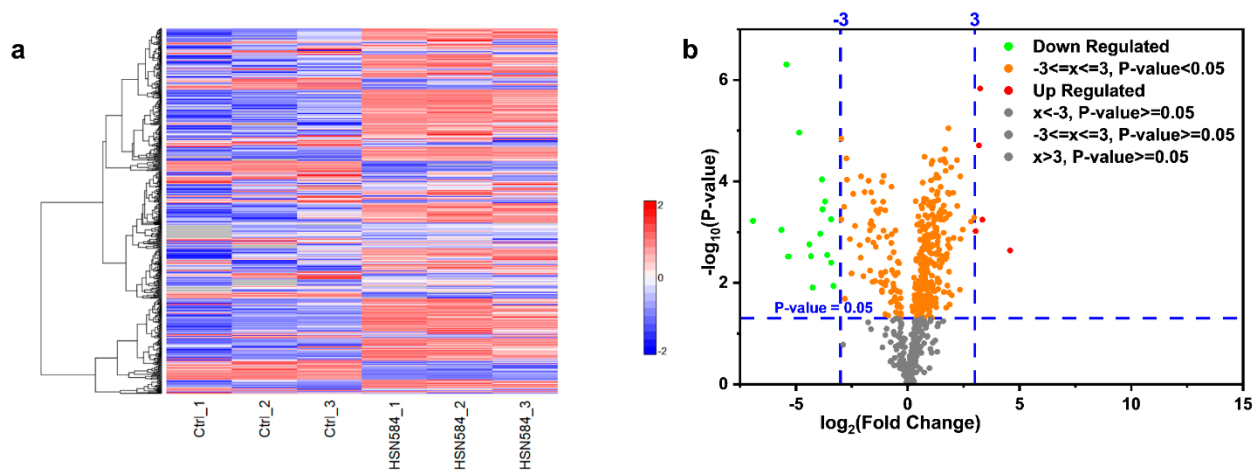 a
2
0
-2
Ctrl_1
Ctrl_2
Ctrl_3
HSN584_1
HSN584_2
HSN584_3
b
-3
3
Down Regulated
-3<=x<=3, P-value<0.05
Up Regulated
x<-3, P-value>=0.05
-3<=x<=3, P-value>=0.05
x>3, P-value>=0.05
P-value = 0.05
-log10(P-value)
6
4
2
0
-5
0
5
10
15
log2(Fold Change)